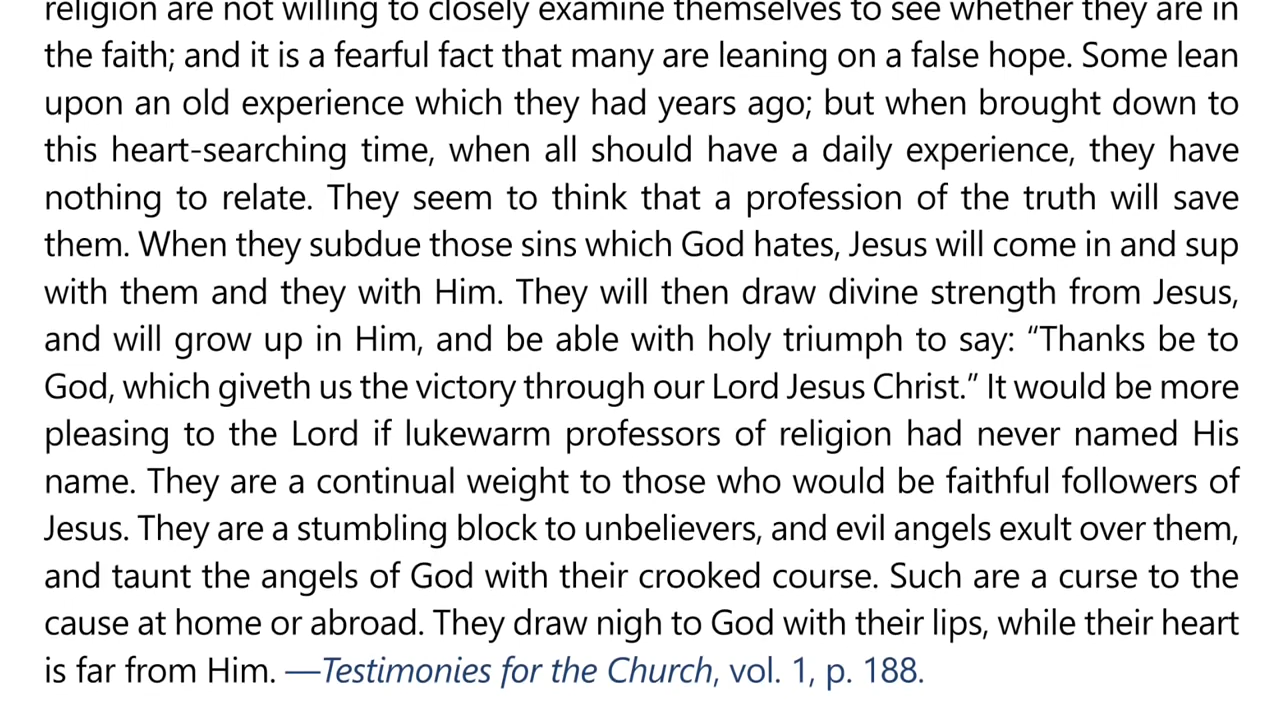 religion are not willing to closely examine themselves to see whether they are in
the faith; and it is a fearful fact that many are leaning on a false hope. Some lean
upon an old experience which they had years ago; but when brought down to
this heart-searching time, when all should have a daily experience, they have
nothing to relate. They seem to think that a profession of the truth will save
them. When they subdue those sins which God hates, Jesus will come in and sup
with them and they with Him. They will then draw divine strength from Jesus,
and will grow up in Him, and be able with holy triumph to say: “Thanks be to
God, which giveth us the victory through our Lord Jesus Christ.” It would be more
pleasing to the Lord if lukewarm professors of religion had never named His
name. They are a continual weight to those who would be faithful followers of
Jesus. They are a stumbling block to unbelievers, and evil angels exult over them,
and taunt the angels of God with their crooked course. Such are a curse to the
cause at home or abroad. They draw nigh to God with their lips, while their heart
is far from Him. —Testimonies for the Church, vol. 1, p. 188.